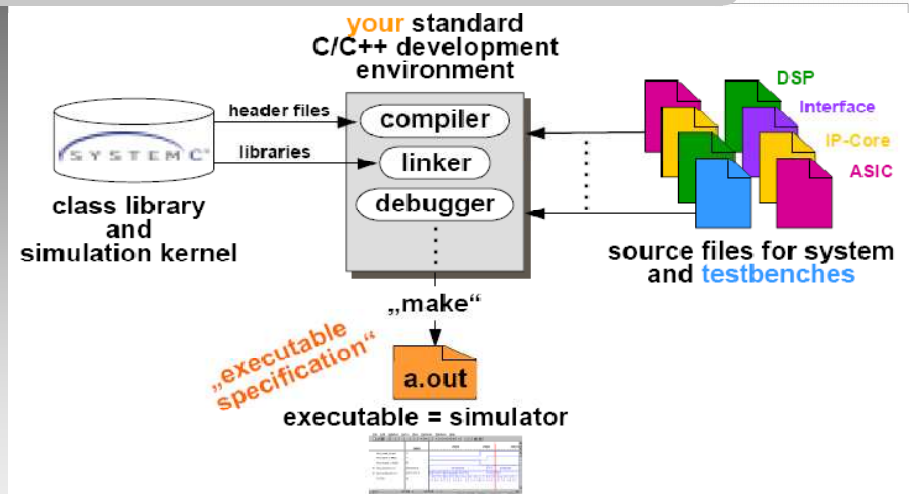 your standard
C/C++ development
environment
header files
libraries
SYSTEMC
class library
and
simulation kernel
compiler
linker
debugger
DSP
Interface
IP-Core
ASIC
source files for system
and testbenches
„make“
„executable
specification“
a.out
executable = simulator